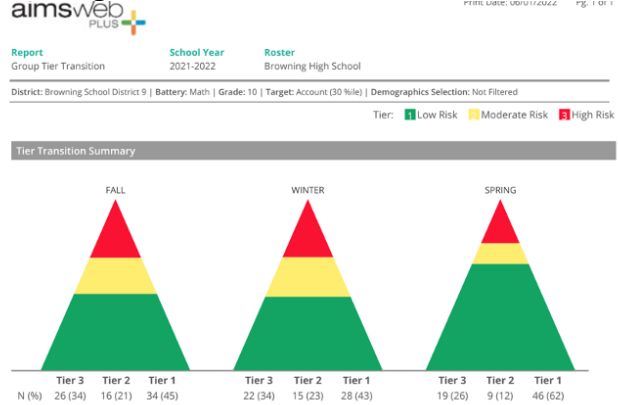 aimsweb
PLUS
Print Date: 06/01/2022 Pg. 1 of 1
Report School Year Roster
Group Tier Transition 2021-2022 Browning High School
District: Browning School District 9 | Battery: Math | Grade: 10 | Target: Account (30 %ile) | Demographics Selection: Not Filtered
Tier: 1 Low Risk 2 Moderate Risk 3 High Risk
Tier Transition Summary
FALL WINTER SPRING
Tier 3 Tier 2 Tier 1 Tier 3 Tier 2 Tier 1 Tier 3 Tier 2 Tier 1
N (%) 26 (34) 16 (21) 34 (45) 22 (34) 15 (23) 28 (43) 19 (26) 9 (12) 46 (62)